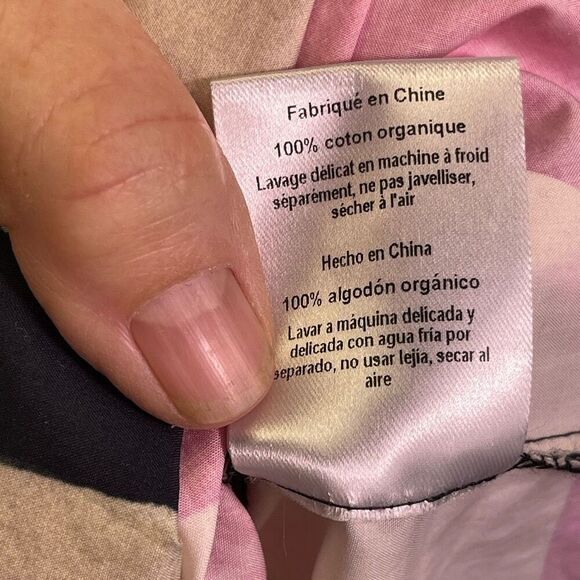 Fabriqué en Chine
100% coton organique
Lavage délicat en machine à froid
séparément, ne pas javelliser,
sécher à l'air
Hecho en China
100% algodón orgánico
Lavar a máquina delicada y
delicada con agua fría por
separado, no usar lejía, secar al
aire